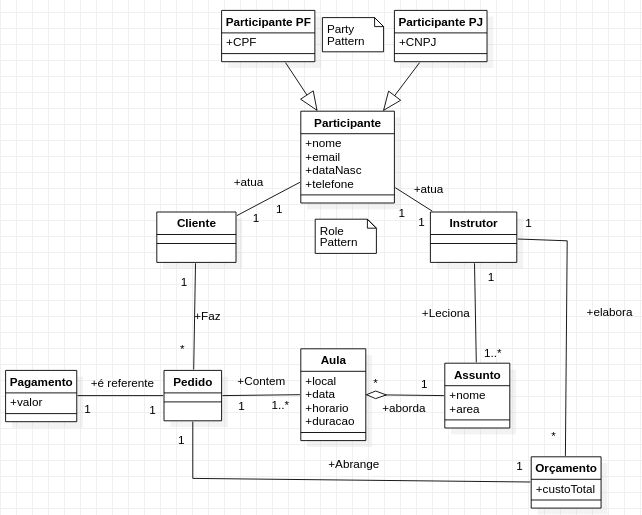 Participante PF
+CPF
Party
Pattern
Participante PJ
+CNPJ
Participante
+nome
+email
+dataNasc
+telefone
+atua
1
1
+atua
1
1
Cliente
Role
Pattern
Instrutor
1
1
+Faz
*
1
+Leciona
1..*
+elabora
*
Pagamento
+valor
+é referente
1
1
Pedido
+Contem
1
1..*
Aula
+local
+data
+horario
+duracao
*
1
+aborda
Assunto
+nome
+area
1
+Abrange
1
Orçamento
+custoTotal